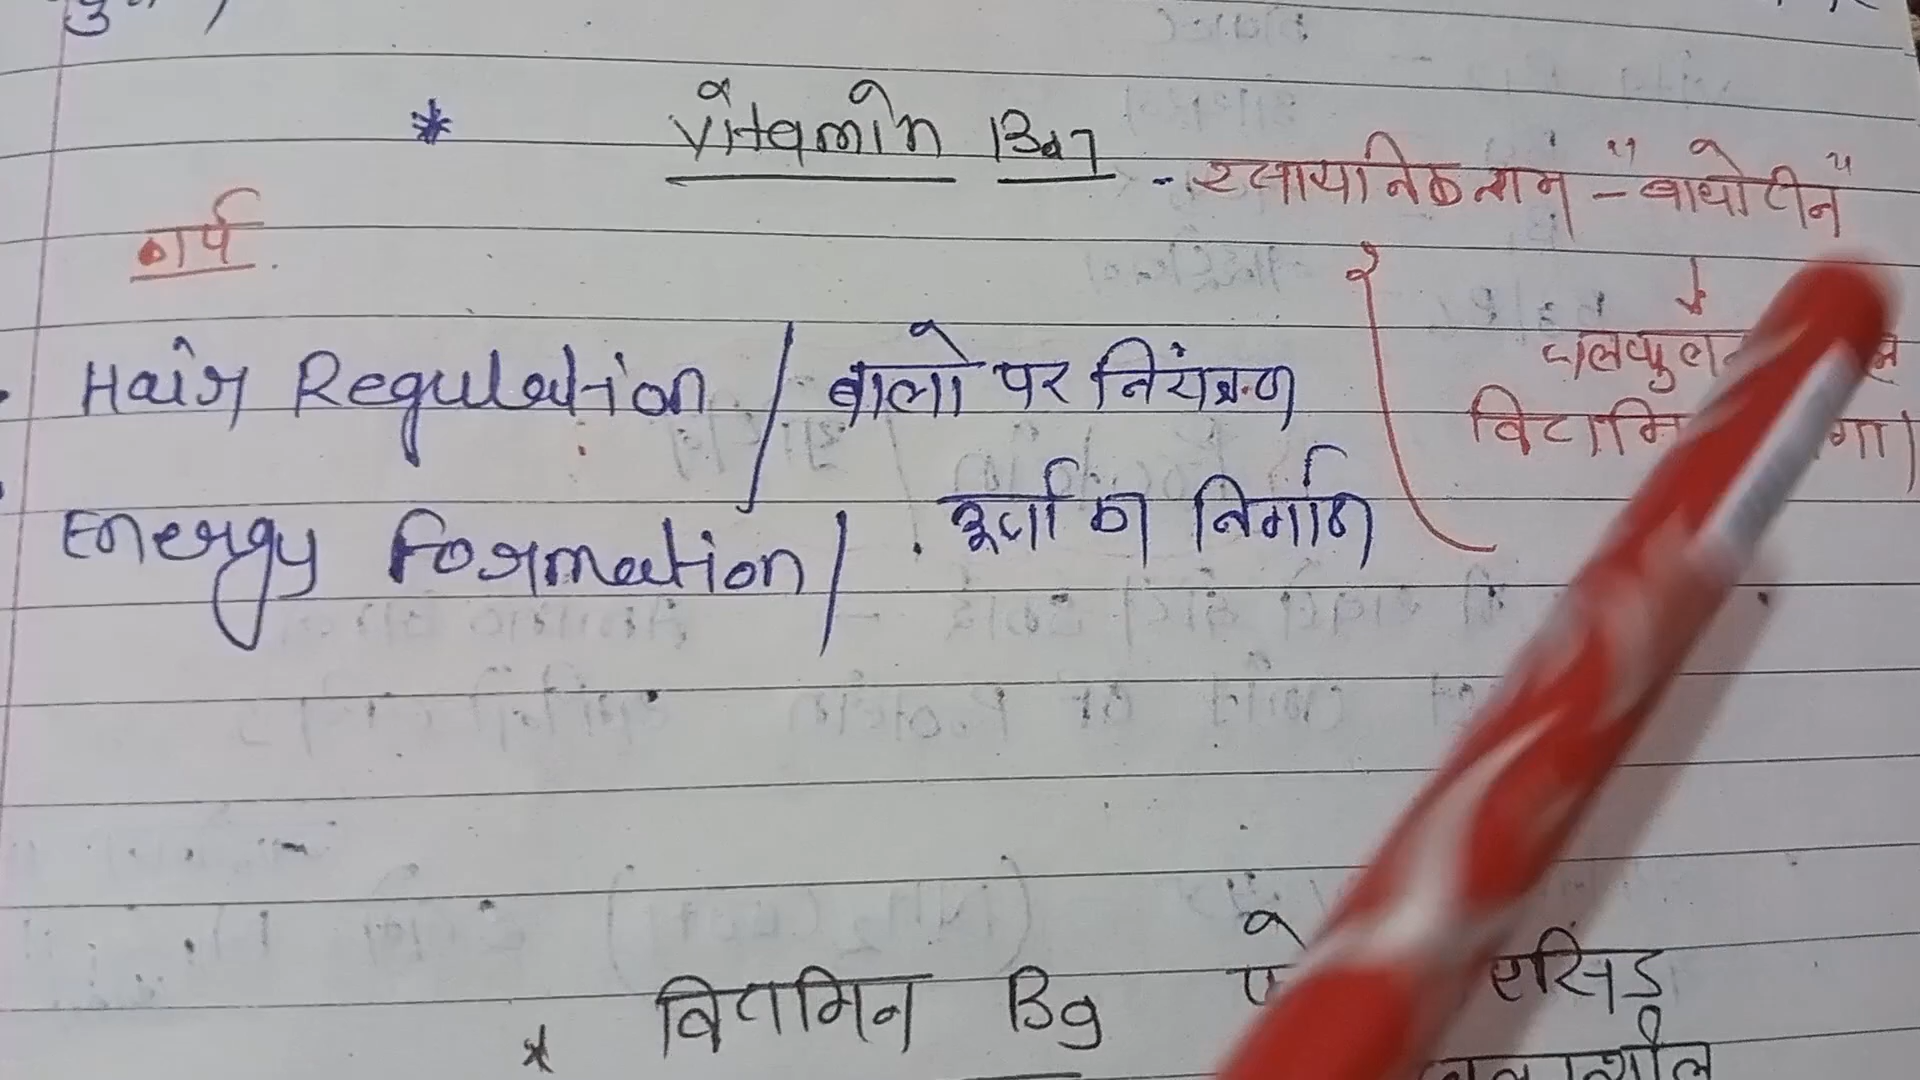 * Vitamin B7 - रसायनिक नाम - "बायोटीन"
कार्य
Hair Regulation / बालो पर नियंत्रण
विटामि
Energy Formation / ऊर्जा का निर्माण
* विटामिन B9 एसिड